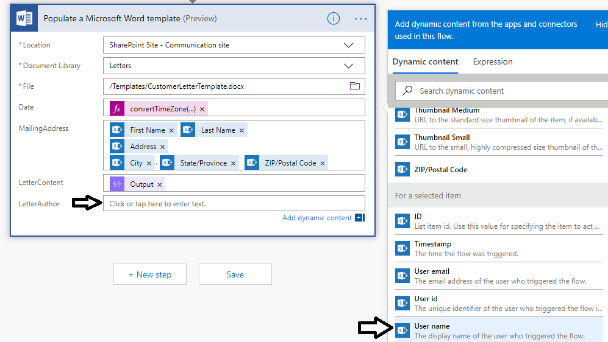 Populate a Microsoft Word template (Preview)
* Location
SharePoint Site - Communication site
* Document Library
Letters
* File
/Templates/CustomerLetterTemplate.docx
Date
fx convertTimeZone(...) x
MailingAddress
First Name x Last Name x
Address x
City x , State/Province x ZIP/Postal Code x
LetterContent
Output x
LetterAuthor
Click or tap here to enter text.
Add dynamic content
+ New step
Save
Add dynamic content from the apps and connectors
used in this flow.
Hid
Dynamic content
Expression
Search dynamic content
Thumbnail Medium
URL to the standard size thumbnail of the item, if availab...
Thumbnail Small
URL to the small, highly compressed size thumbnail of th...
ZIP/Postal Code
For a selected item
ID
List item id. Use this value for specifying the item to act ...
Timestamp
The time the flow was triggered.
User email
The email address of the user who triggered the flow.
User id
The unique identifier of the user who triggered the flow i...
User name
The display name of the user who triggered the flow.